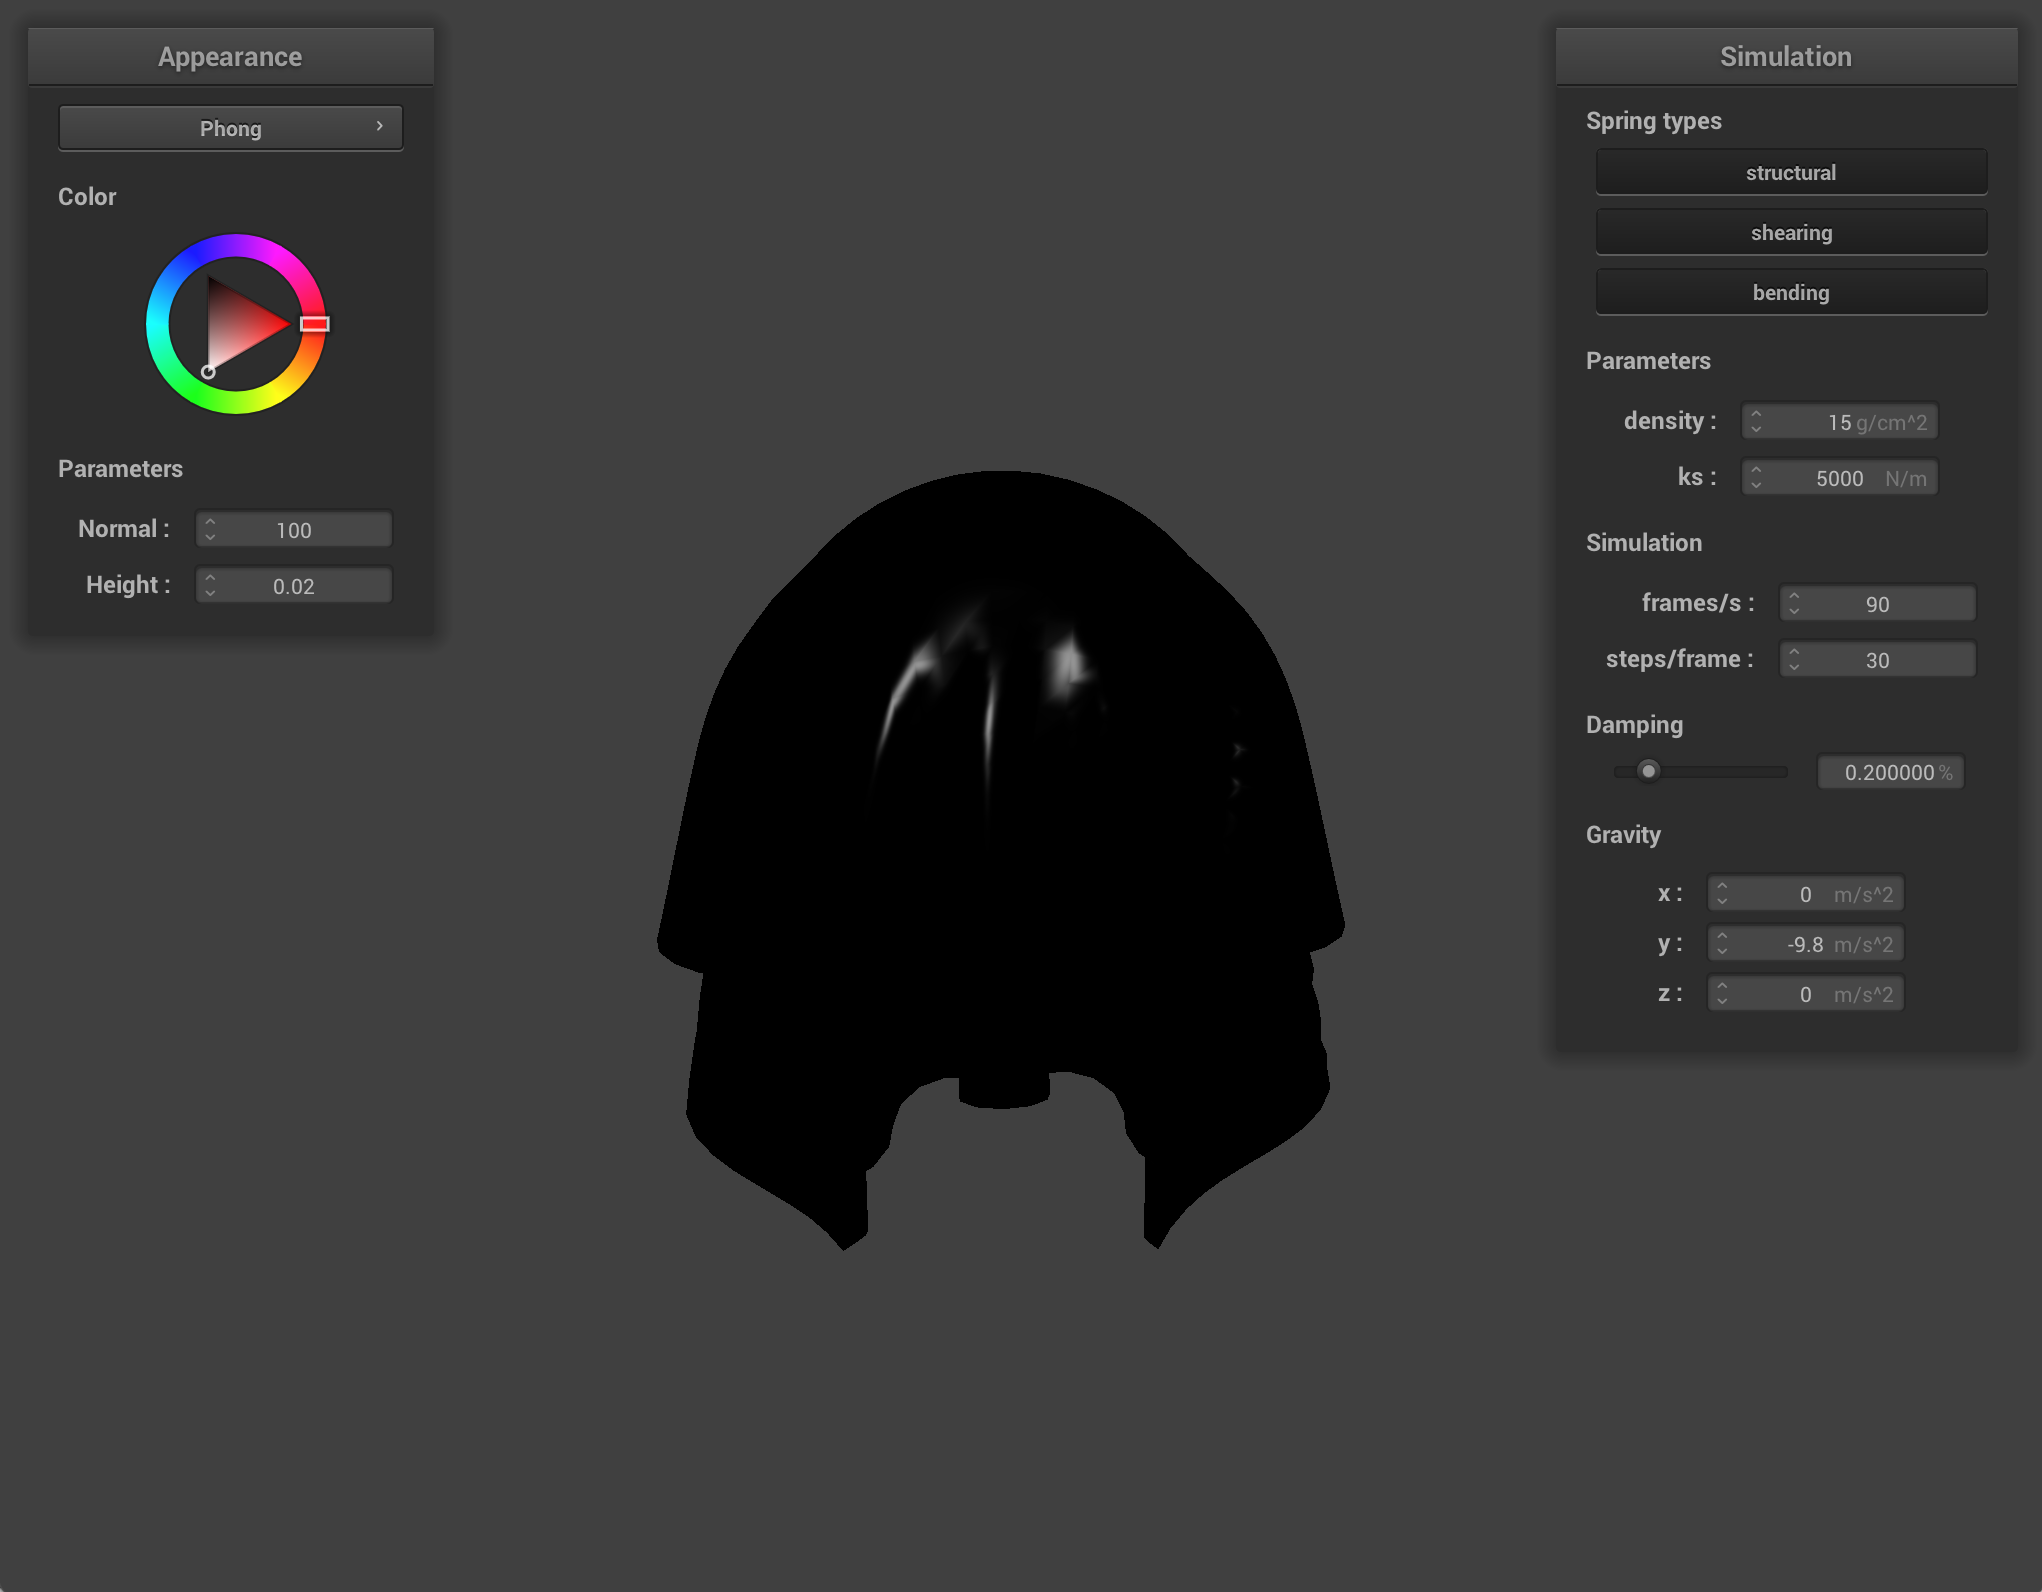 Appearance
Phong
Color
Parameters
Normal : 100
Height : 0.02
Simulation
Spring types
structural
shearing
bending
Parameters
density : 15 g/cm^2
ks : 5000 N/m
Simulation
frames/s : 90
steps/frame : 30
Damping
0.200000 %
Gravity
x : 0 m/s^2
y : -9.8 m/s^2
z : 0 m/s^2